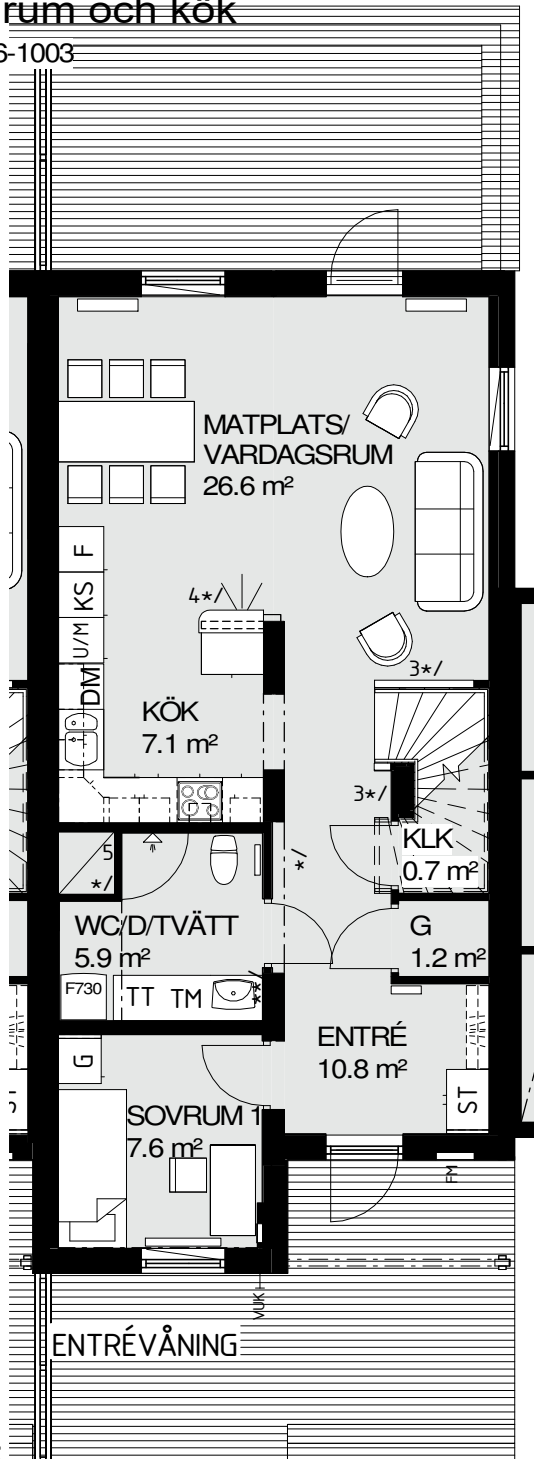 rum och kök
6-1003
MATPLATS/
VARDAGSRUM
26.6 m²
F
KS
U/M
DM
4*/
3*/
KÖK
7.1 m²
3*/
KLK
0.7 m²
5
*/
*/
WC/D/TVÄTT
5.9 m²
G
1.2 m²
F730
TT TM
**/
ENTRÉ
10.8 m²
G
ST
ST
SOVRUM 1
7.6 m²
FM
VUK
ENTRÉVÅNING